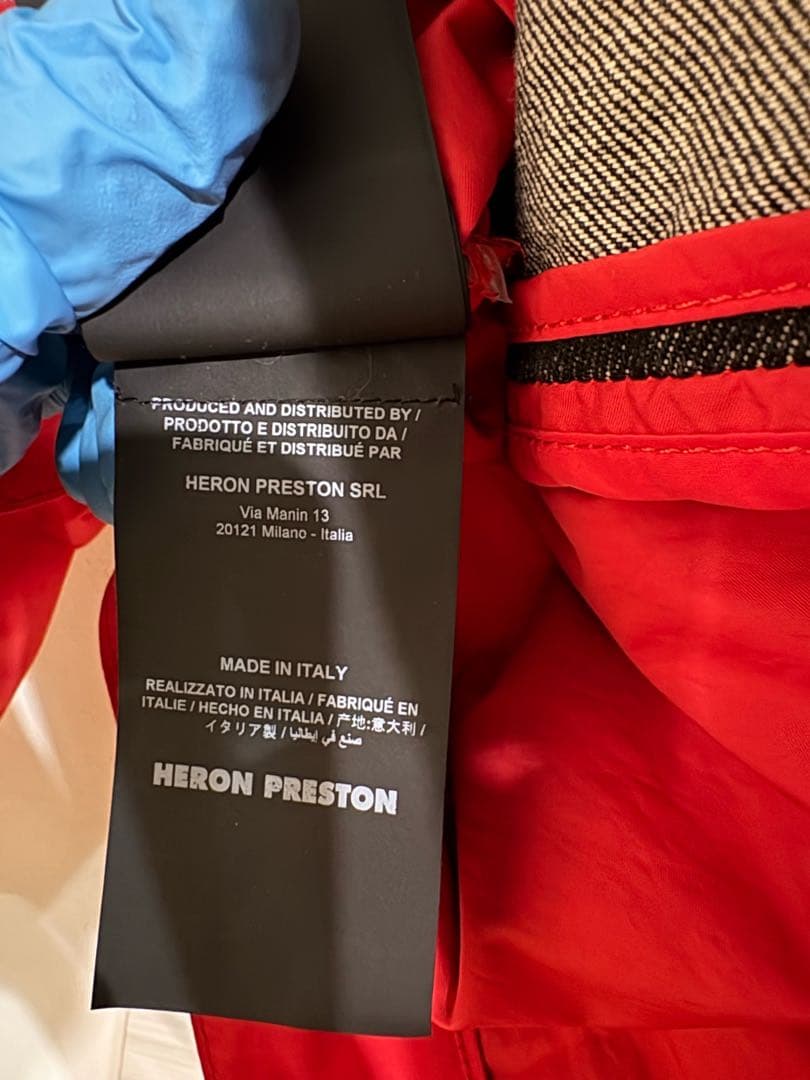 PRODUCED AND DISTRIBUTED BY /
PRODOTTO E DISTRIBUITO DA /
FABRIQUÉ ET DISTRIBUÉ PAR
HERON PRESTON SRL
Via Manin 13
20121 Milano - Italia
MADE IN ITALY
REALIZZATO IN ITALIA / FABRIQUÉ EN
ITALIE / HECHO EN ITALIA / 产地:意大利 /
イタリア製 / صنع في إيطاليا
HERON PRESTON